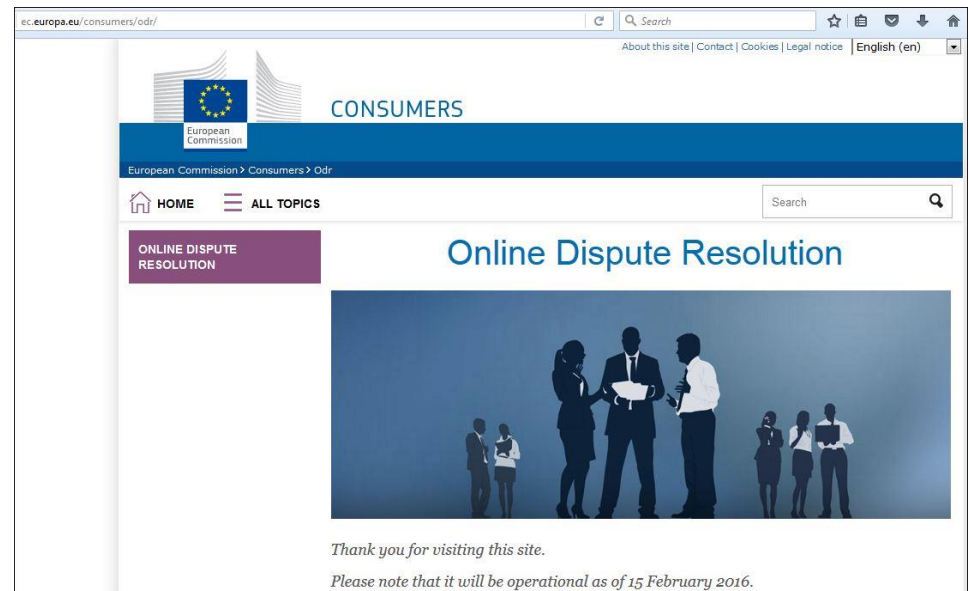 ec.europa.eu/consumers/odr/
Search
About this site | Contact | Cookies | Legal notice English (en)
CONSUMERS
European
Commission
European Commission > Consumers > Odr
HOME
ALL TOPICS
Search
ONLINE DISPUTE
RESOLUTION
Online Dispute Resolution
Thank you for visiting this site.
Please note that it will be operational as of 15 February 2016.